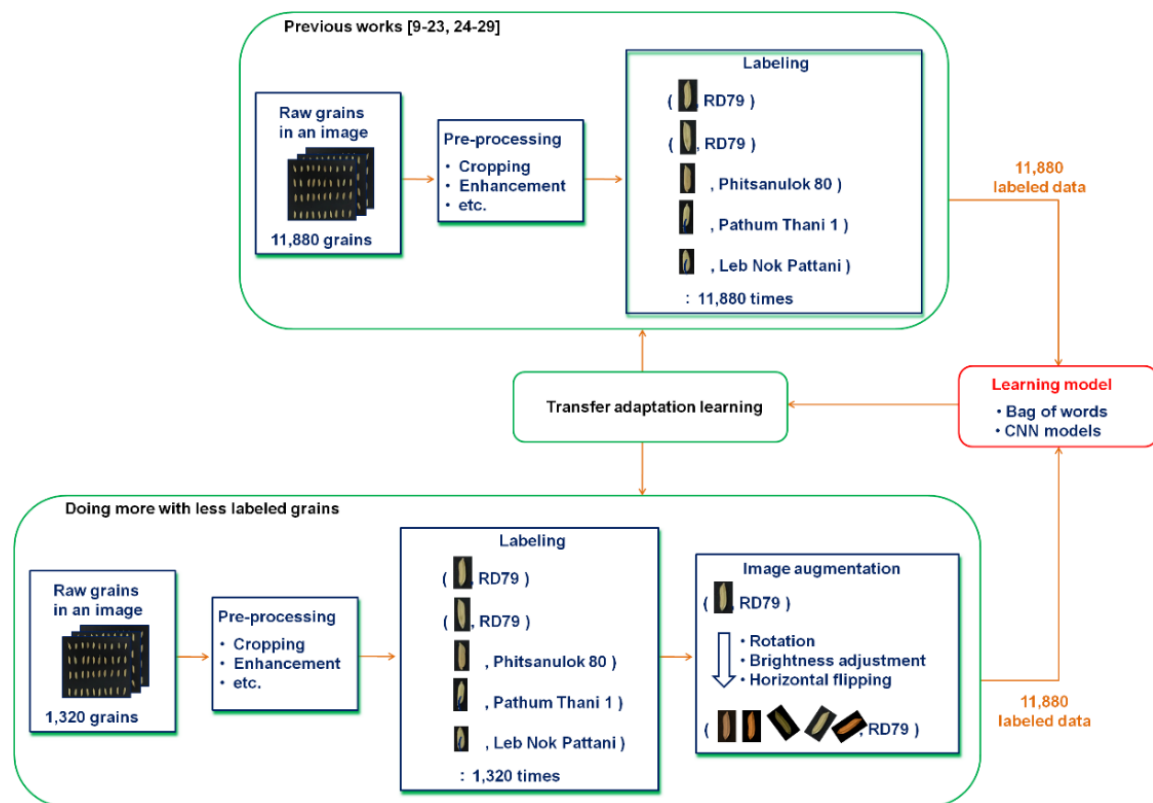 Previous works [9-23, 24-29]
Raw grains
in an image
11,880 grains
Pre-processing
• Cropping
• Enhancement
• etc.
Labeling
( , RD79 )
( , RD79 )
, Phitsanulok 80 )
, Pathum Thani 1 )
, Leb Nok Pattani )
: 11,880 times
11,880
labeled data
Transfer adaptation learning
Learning model
• Bag of words
• CNN models
Doing more with less labeled grains
Raw grains
in an image
1,320 grains
Pre-processing
• Cropping
• Enhancement
• etc.
Labeling
( , RD79 )
( , RD79 )
, Phitsanulok 80 )
, Pathum Thani 1 )
, Leb Nok Pattani )
: 1,320 times
Image augmentation
( , RD79 )
• Rotation
• Brightness adjustment
• Horizontal flipping
( , RD79 )
11,880
labeled data